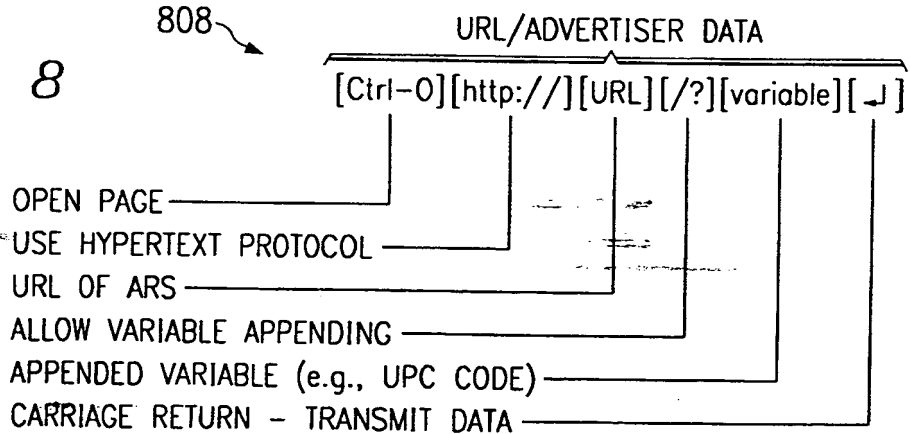 808
URL/ADVERTISER DATA
8
[Ctrl-O][http://][URL][/?][variable][↵]
OPEN PAGE
USE HYPERTEXT PROTOCOL
URL OF ARS
ALLOW VARIABLE APPENDING
APPENDED VARIABLE (e.g., UPC CODE)
CARRIAGE RETURN - TRANSMIT DATA